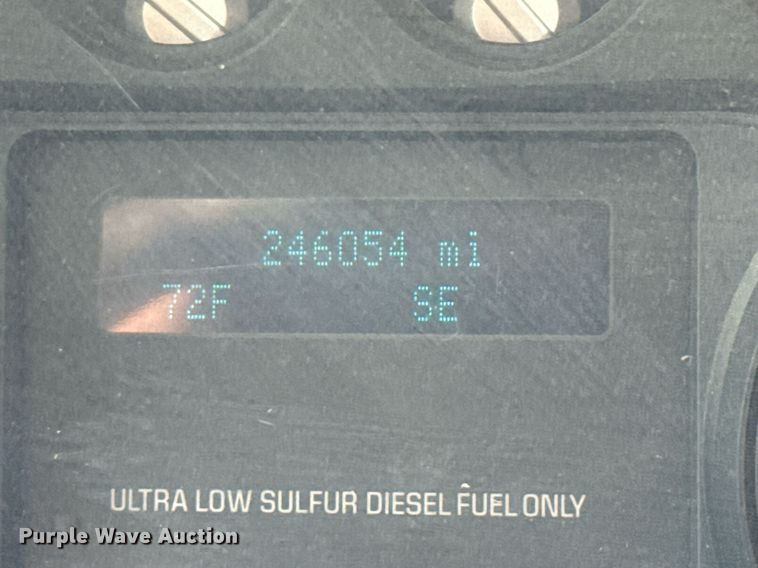 246054 mi
72F SE
ULTRA LOW SULFUR DIESEL FUEL ONLY
Purple Wave Auction